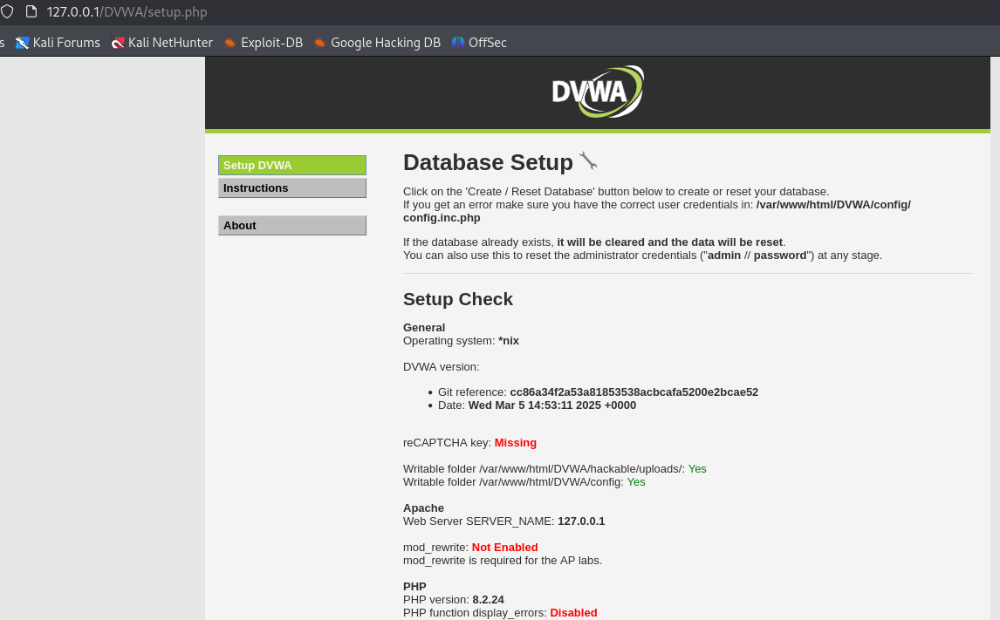 127.0.0.1/DVWA/setup.php
s Kali Forums Kali NetHunter Exploit-DB Google Hacking DB OffSec
DVWA
Setup DVWA
Instructions
About
Database Setup
Click on the 'Create / Reset Database' button below to create or reset your database.
If you get an error make sure you have the correct user credentials in: /var/www/html/DVWA/config/
config.inc.php
If the database already exists, it will be cleared and the data will be reset.
You can also use this to reset the administrator credentials ("admin // password") at any stage.
Setup Check
General
Operating system: *nix
DVWA version:
• Git reference: cc86a34f2a53a81853538acbcafa5200e2bcae52
• Date: Wed Mar 5 14:53:11 2025 +0000
reCAPTCHA key: Missing
Writable folder /var/www/html/DVWA/hackable/uploads/: Yes
Writable folder /var/www/html/DVWA/config: Yes
Apache
Web Server SERVER_NAME: 127.0.0.1
mod_rewrite: Not Enabled
mod_rewrite is required for the AP labs.
PHP
PHP version: 8.2.24
PHP function display_errors: Disabled